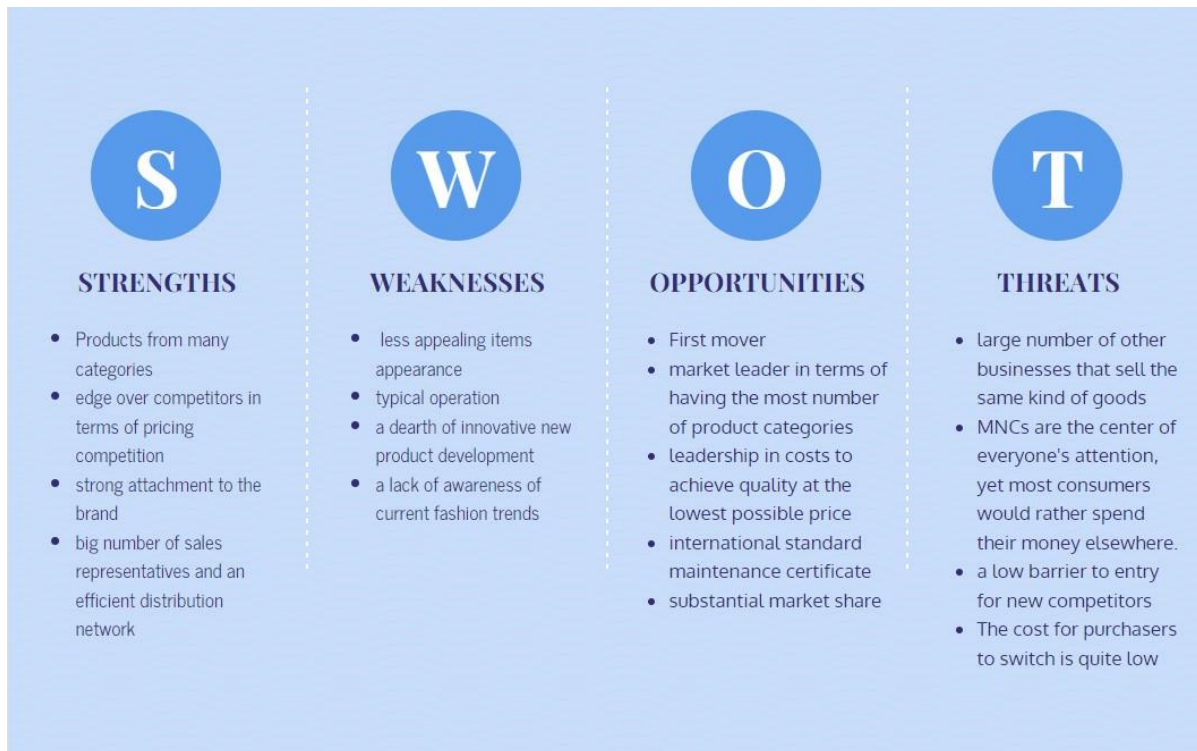 S
STRENGTHS
• Products from many
categories
• edge over competitors in
terms of pricing
competition
• strong attachment to the
brand
• big number of sales
representatives and an
efficient distribution
network
W
WEAKNESSES
• less appealing items
appearance
• typical operation
• a dearth of innovative new
product development
• a lack of awareness of
current fashion trends
O
OPPORTUNITIES
• First mover
• market leader in terms of
having the most number
of product categories
• leadership in costs to
achieve quality at the
lowest possible price
• international standard
maintenance certificate
• substantial market share
T
THREATS
• large number of other
businesses that sell the
same kind of goods
• MNCs are the center of
everyone's attention,
yet most consumers
would rather spend
their money elsewhere.
• a low barrier to entry
for new competitors
• The cost for purchasers
to switch is quite low